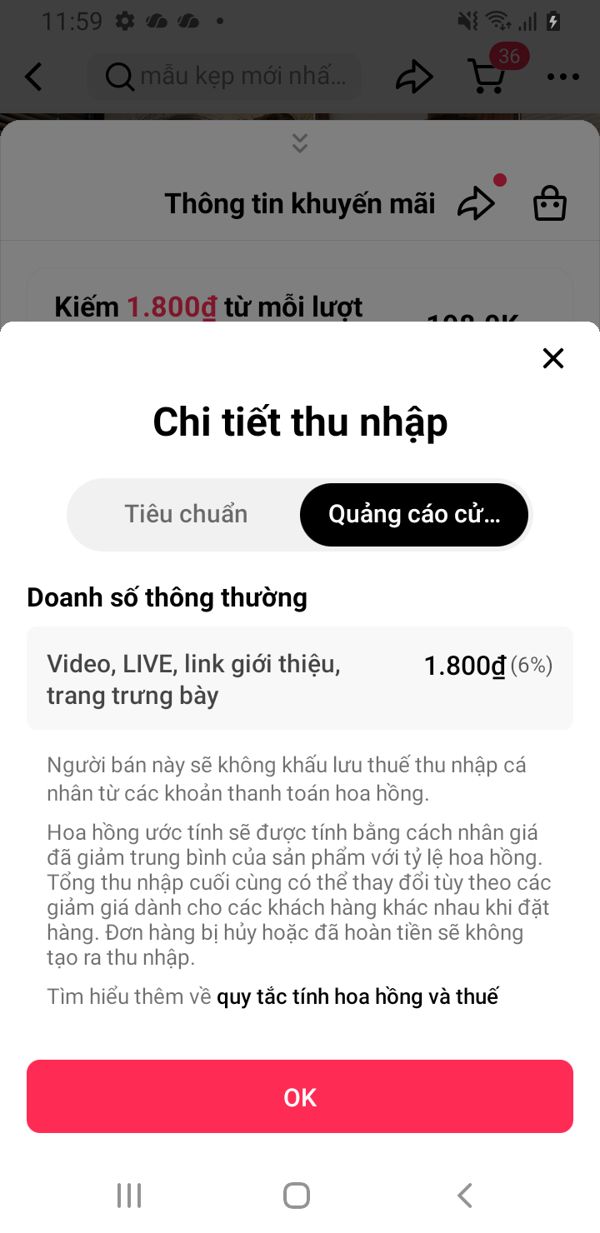 11:59
mẫu kẹp mới nhấ...
36
Thông tin khuyến mãi
Kiếm 1.800₫ từ mỗi lượt
Chi tiết thu nhập
Tiêu chuẩn
Quảng cáo cử...
Doanh số thông thường
Video, LIVE, link giới thiệu,
trang trưng bày
1.800₫ (6%)
Người bán này sẽ không khấu lưu thuế thu nhập cá
nhân từ các khoản thanh toán hoa hồng.
Hoa hồng ước tính sẽ được tính bằng cách nhân giá
đã giảm trung bình của sản phẩm với tỷ lệ hoa hồng.
Tổng thu nhập cuối cùng có thể thay đổi tùy theo các
giảm giá dành cho các khách hàng khác nhau khi đặt
hàng. Đơn hàng bị hủy hoặc đã hoàn tiền sẽ không
tạo ra thu nhập.
Tìm hiểu thêm về quy tắc tính hoa hồng và thuế
OK